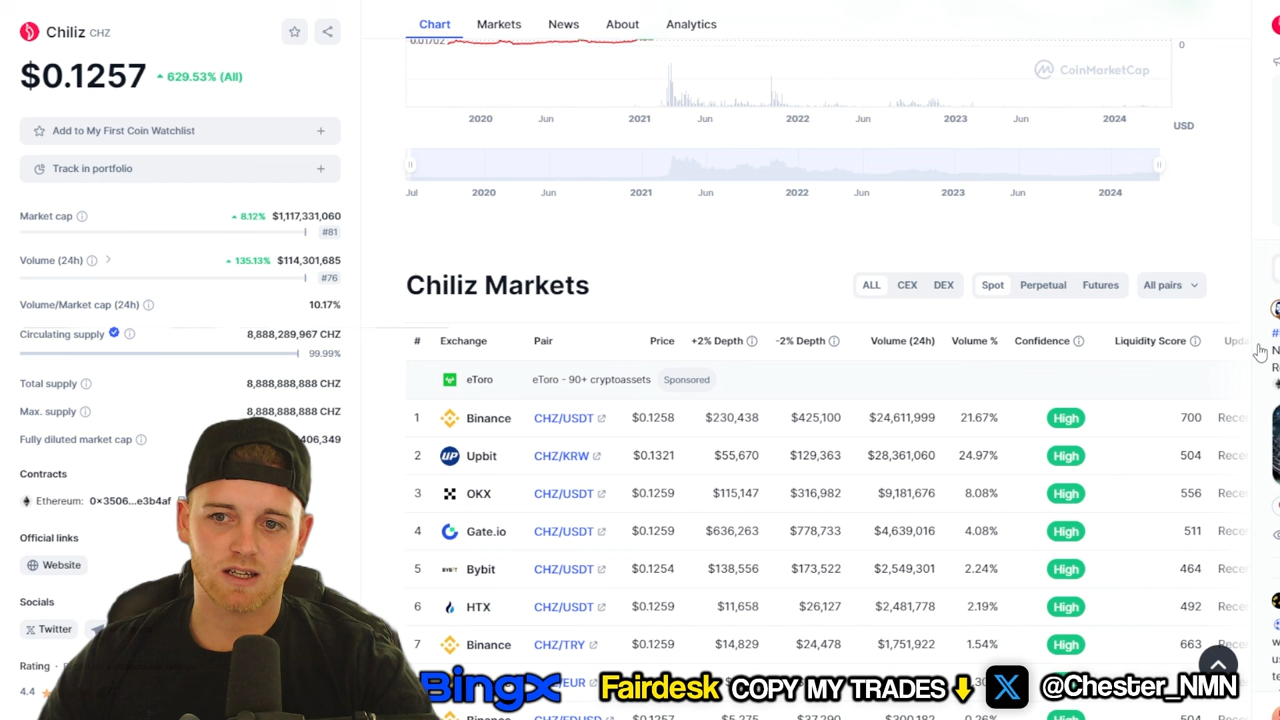 Chiliz CHZ
$0.1257 629.53% (All)
Add to My First Coin Watchlist +
Track in portfolio +
Market cap 8.12% $1,117,331,060
#81
Volume (24h) 135.13% $114,301,685
#76
Volume/Market cap (24h) 10.17%
Circulating supply 8,888,289,967 CHZ
99.99%
Total supply 8,888,888,888 CHZ
Max. supply 8,888,888,888 CHZ
Fully diluted market cap 406,349
Contracts
Ethereum: 0x3506...e3b4af
Official links
Website
Socials
Twitter
Rating
4.4
Chart Markets News About Analytics
0.01702 0
CoinMarketCap
2020 Jun 2021 Jun 2022 Jun 2023 Jun 2024
USD
Jul 2020 Jun 2021 Jun 2022 Jun 2023 Jun 2024
Chiliz Markets ALL CEX DEX Spot Perpetual Futures All pairs
# Exchange Pair Price +2% Depth -2% Depth Volume (24h) Volume % Confidence Liquidity Score Upda
eToro eToro - 90+ cryptoassets Sponsored
1 Binance CHZ/USDT $0.1258 $230,438 $425,100 $24,611,999 21.67% High 700 Rece
2 Upbit CHZ/KRW $0.1321 $55,670 $129,363 $28,361,060 24.97% High 504 Rece
3 OKX CHZ/USDT $0.1259 $115,147 $316,982 $9,181,676 8.08% High 556 Rece
4 Gate.io CHZ/USDT $0.1259 $636,263 $778,733 $4,639,016 4.08% High 511 Rece
5 Bybit CHZ/USDT $0.1254 $138,556 $173,522 $2,549,301 2.24% High 464 Rece
6 HTX CHZ/USDT $0.1259 $11,658 $26,127 $2,481,778 2.19% High 492 Rece
7 Binance CHZ/TRY $0.1259 $14,829 $24,478 $1,751,922 1.54% High 663 Rece
BingX Fairdesk COPY MY TRADES X @Chester_NMN